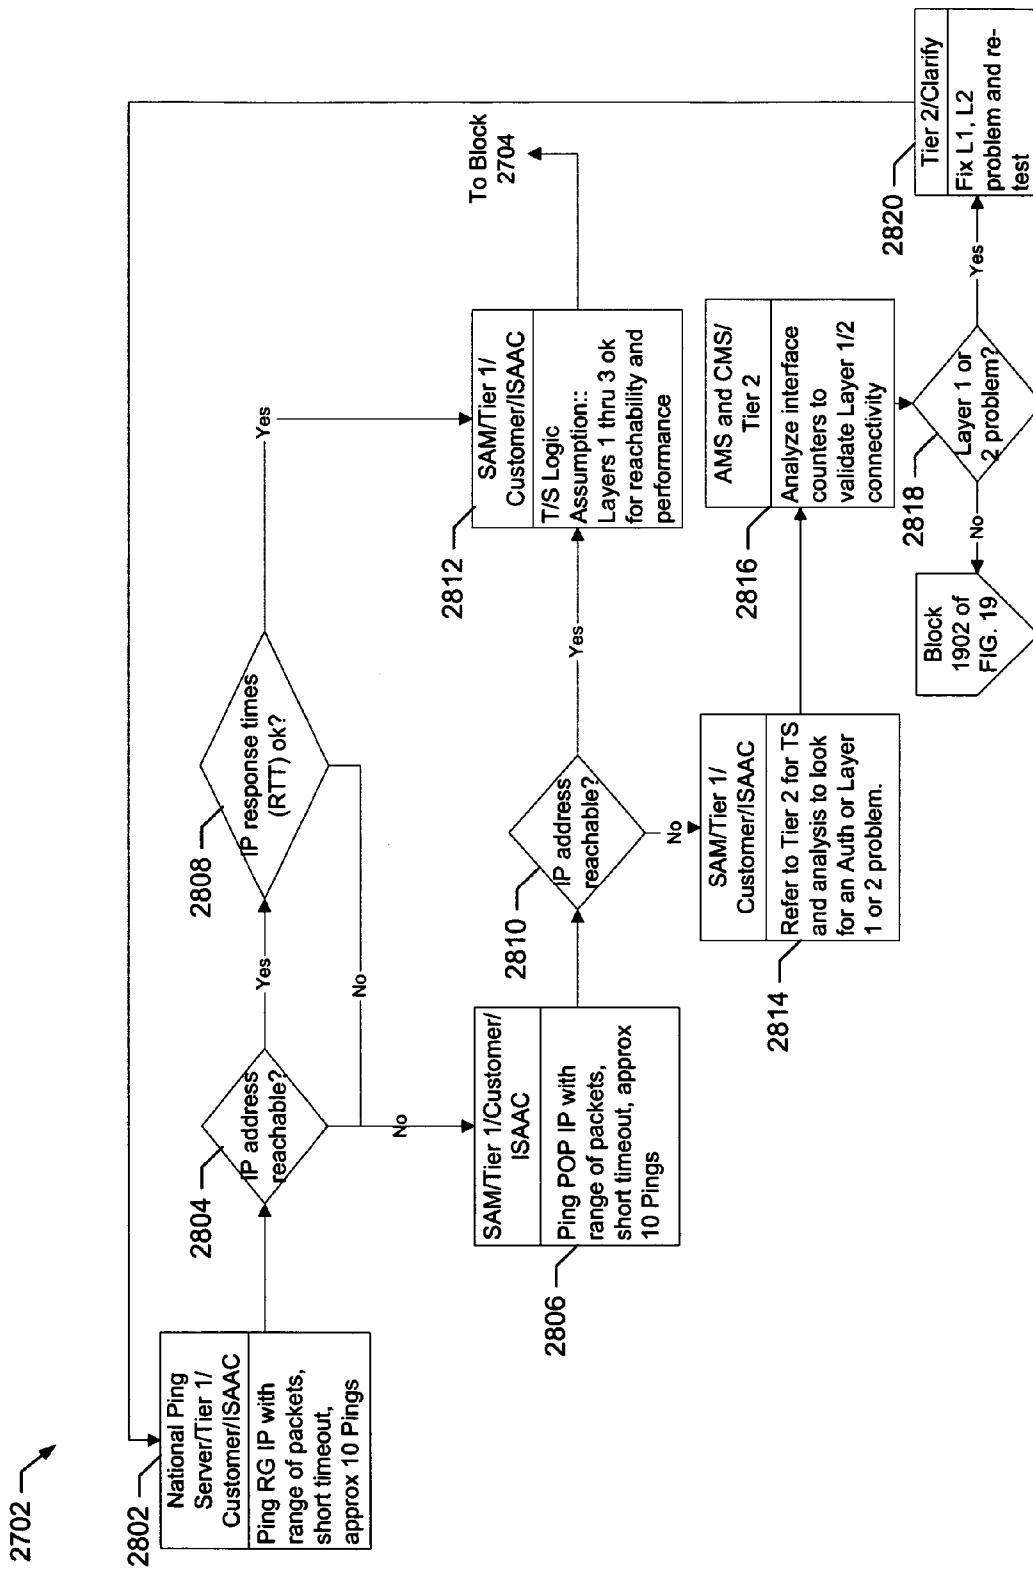 2702
2802
National Ping
Server/Tier 1/
Customer/ISAAC
Ping RG IP with
range of packets,
short timeout,
approx 10 Pings
2804
IP address
reachable?
Yes
No
2808
IP response times
(RTT) ok?
Yes
No
2806
SAM/Tier 1/Customer/
ISAAC
Ping POP IP with
range of packets,
short timeout, approx
10 Pings
2810
IP address
reachable?
Yes
No
2812
SAM/Tier 1/
Customer/ISAAC
T/S Logic
Assumption::
Layers 1 thru 3 ok
for reachability and
performance
To Block
2704
2814
SAM/Tier 1/
Customer/ISAAC
Refer to Tier 2 for TS
and analysis to look
for an Auth or Layer
1 or 2 problem.
2816
AMS and CMS/
Tier 2
Analyze interface
counters to
validate Layer 1/2
connectivity
2818
Layer 1 or
2 problem?
No
Yes
Block
1902 of
FIG. 19
2820
Tier 2/Clarify
Fix L1, L2
problem and re-
test